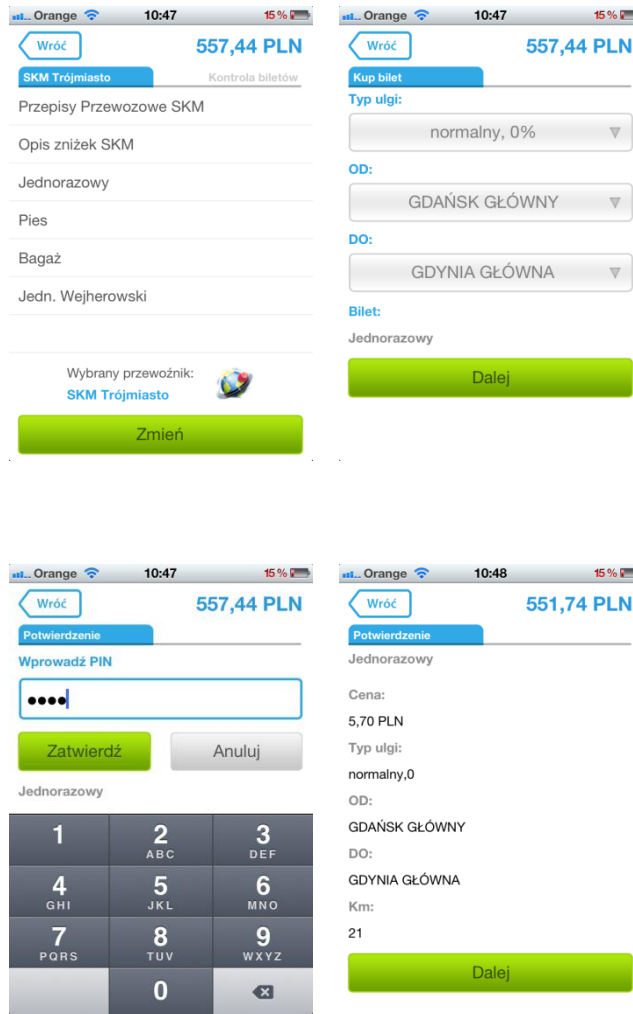 Orange 10:47 15 %
Wróć 557,44 PLN
SKM Trójmiasto Kontrola biletów
Przepisy Przewozowe SKM
Opis zniżek SKM
Jednorazowy
Pies
Bagaż
Jedn. Wejherowski
Wybrany przewoźnik:
SKM Trójmiasto
Zmień
Orange 10:47 15 %
Wróć 557,44 PLN
Kup bilet
Typ ulgi:
normalny, 0%
OD:
GDAŃSK GŁÓWNY
DO:
GDYNIA GŁÓWNA
Bilet:
Jednorazowy
Dalej
Orange 10:47 15 %
Wróć 557,44 PLN
Potwierdzenie
Wprowadź PIN
••••
Zatwierdź Anuluj
Jednorazowy
1 2 3
ABC DEF
4 5 6
GHI JKL MNO
7 8 9
PQRS TUV WXYZ
0
Orange 10:48 15 %
Wróć 551,74 PLN
Potwierdzenie
Jednorazowy
Cena:
5,70 PLN
Typ ulgi:
normalny,0
OD:
GDAŃSK GŁÓWNY
DO:
GDYNIA GŁÓWNA
Km:
21
Dalej